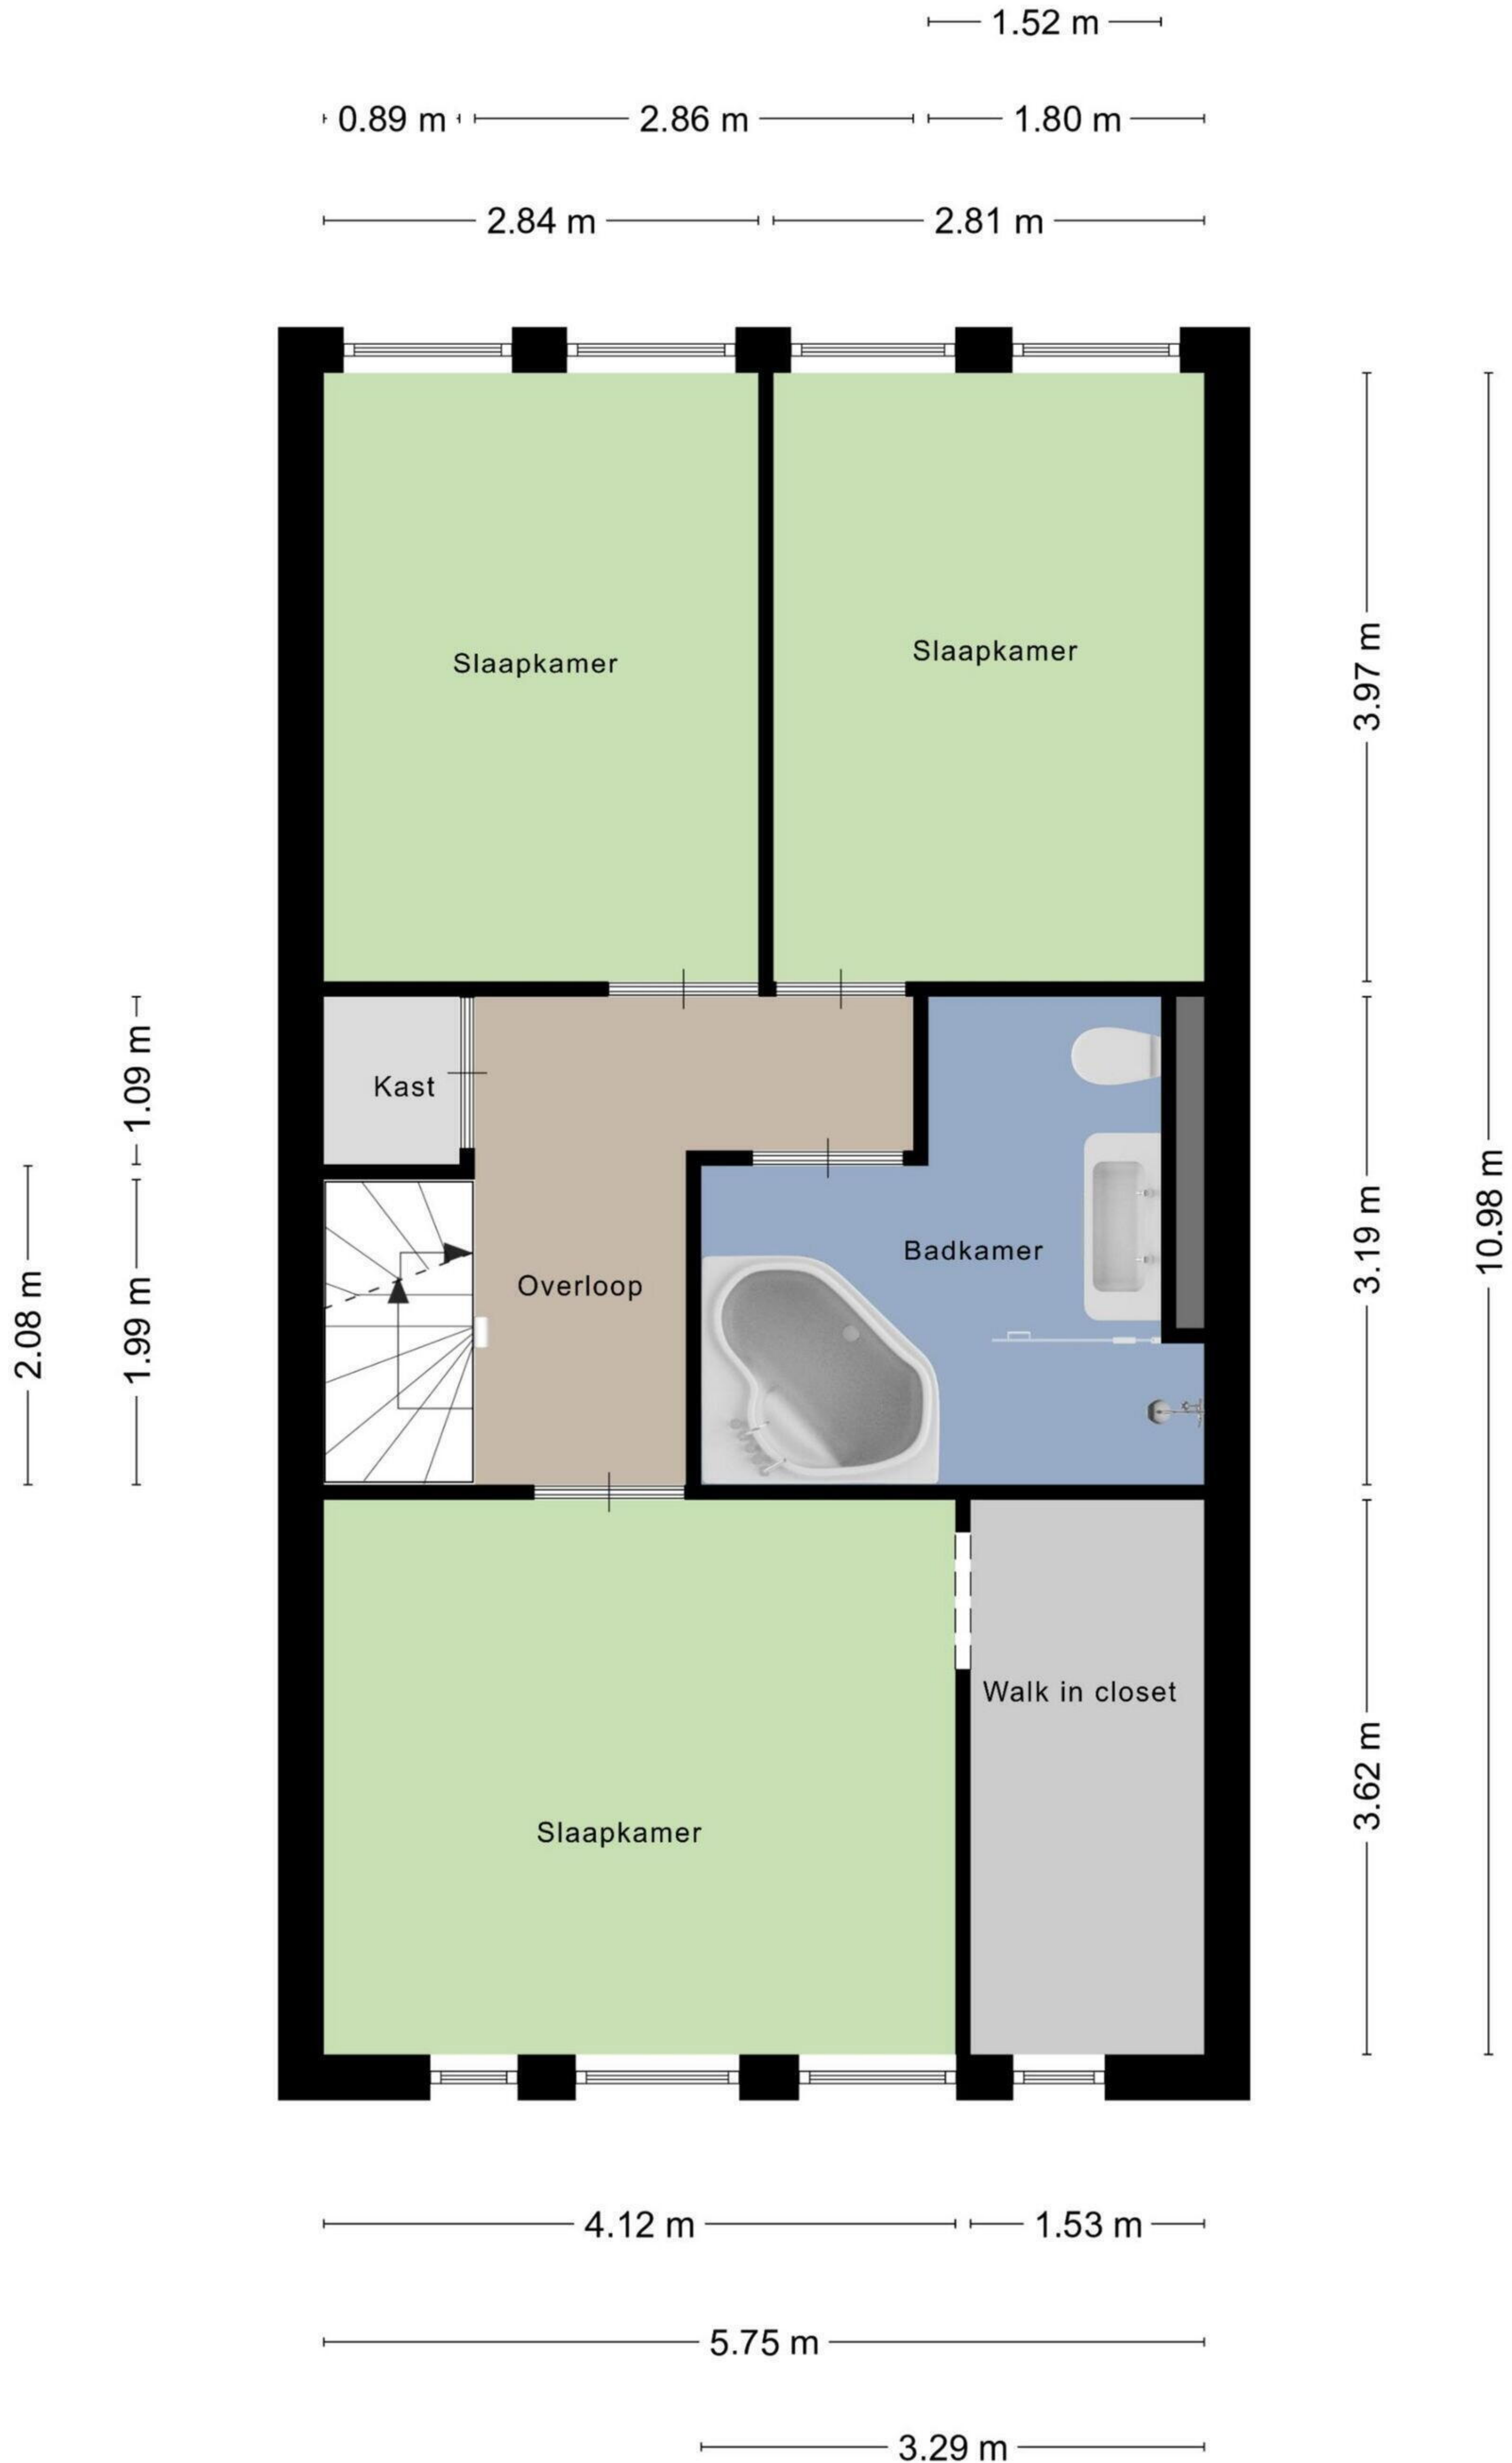 1.52 m
0.89 m
2.86 m
1.80 m
2.84 m
2.81 m
Slaapkamer
Slaapkamer
3.97 m
Kast
1.09 m
10.98 m
3.19 m
Badkamer
Overloop
2.08 m
1.99 m
Walk in closet
3.62 m
Slaapkamer
4.12 m
1.53 m
5.75 m
3.29 m